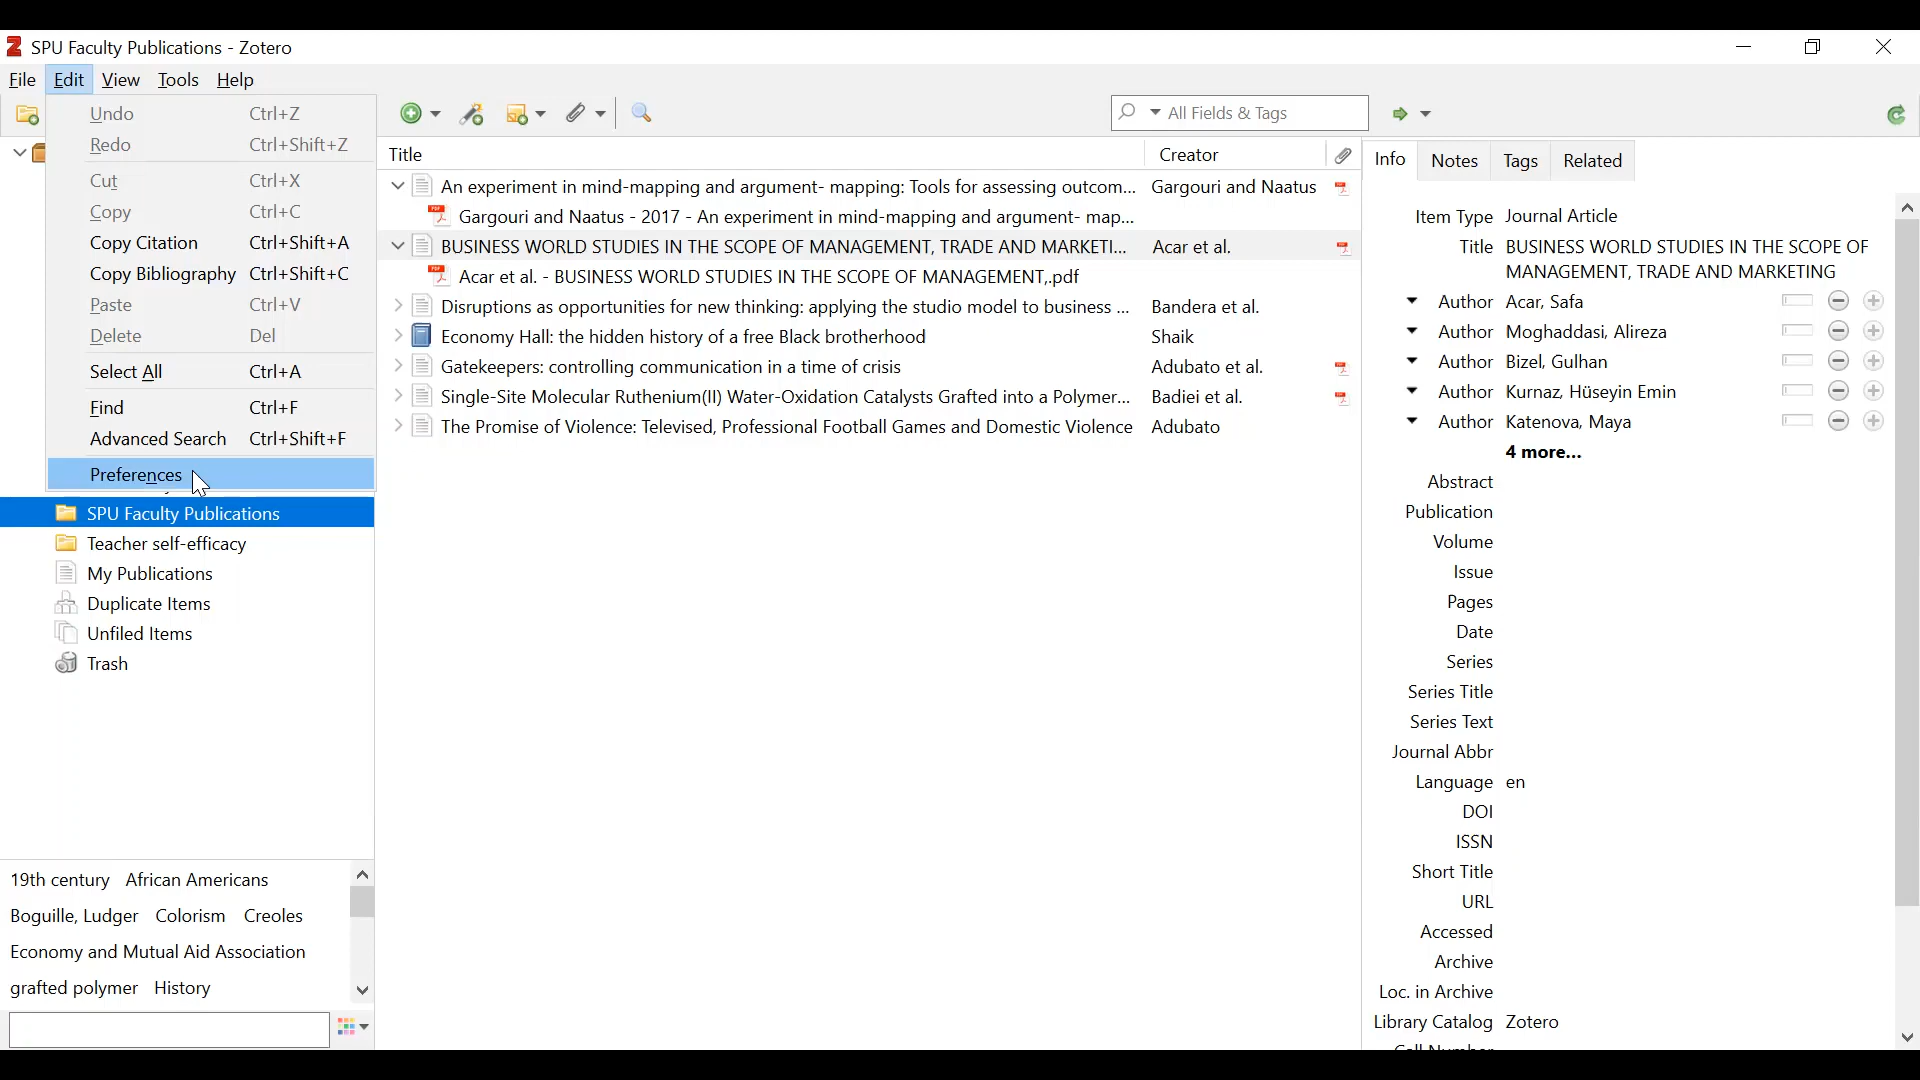 SPU Faculty Publications - Zotero
File Edit View Tools Help
Undo Ctrl+Z
Redo Ctrl+Shift+Z
Cut Ctrl+X
Copy Ctrl+C
Copy Citation Ctrl+Shift+A
Copy Bibliography Ctrl+Shift+C
Paste Ctrl+V
Delete Del
Select All Ctrl+A
Find Ctrl+F
Advanced Search Ctrl+Shift+F
Preferences
SPU Faculty Publications
Teacher self-efficacy
My Publications
Duplicate Items
Unfiled Items
Trash
19th century African Americans
Boguille, Ludger Colorism Creoles
Economy and Mutual Aid Association
grafted polymer History
All Fields & Tags
Title Creator
An experiment in mind-mapping and argument- mapping: Tools for assessing outcom... Gargouri and Naatus
Gargouri and Naatus - 2017 - An experiment in mind-mapping and argument- map...
BUSINESS WORLD STUDIES IN THE SCOPE OF MANAGEMENT, TRADE AND MARKETI... Acar et al.
Acar et al. - BUSINESS WORLD STUDIES IN THE SCOPE OF MANAGEMENT,.pdf
Disruptions as opportunities for new thinking: applying the studio model to business ... Bandera et al.
Economy Hall: the hidden history of a free Black brotherhood Shaik
Gatekeepers: controlling communication in a time of crisis Adubato et al.
Single-Site Molecular Ruthenium(II) Water-Oxidation Catalysts Grafted into a Polymer... Badiei et al.
The Promise of Violence: Televised, Professional Football Games and Domestic Violence Adubato
Info Notes Tags Related
Item Type Journal Article
Title BUSINESS WORLD STUDIES IN THE SCOPE OF
MANAGEMENT, TRADE AND MARKETING
Author Acar, Safa
Author Moghaddasi, Alireza
Author Bizel, Gulhan
Author Kurnaz, Hüseyin Emin
Author Katenova, Maya
4 more...
Abstract
Publication
Volume
Issue
Pages
Date
Series
Series Title
Series Text
Journal Abbr
Language en
DOI
ISSN
Short Title
URL
Accessed
Archive
Loc. in Archive
Library Catalog Zotero